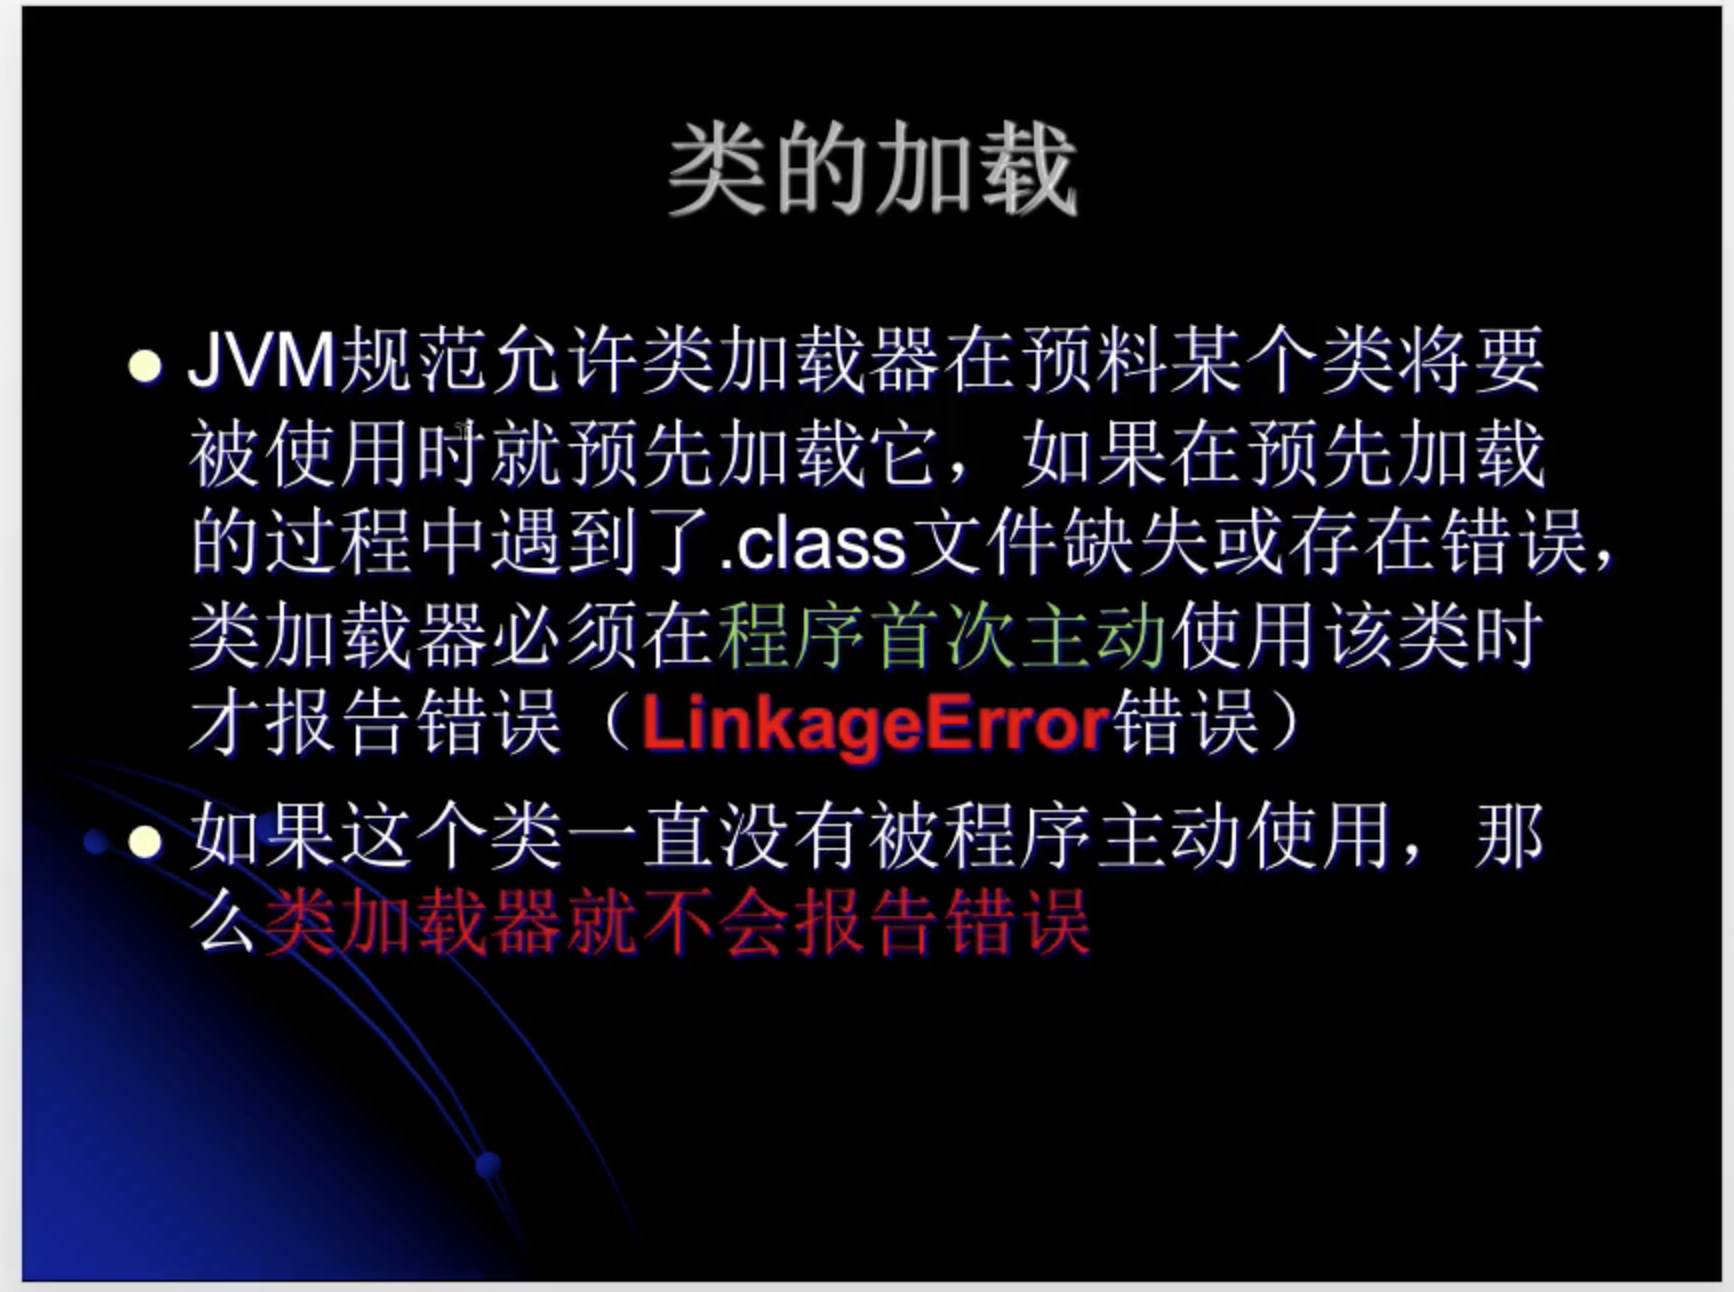 类的加载
JVM规范允许类加载器在预料某个类将要
被使用时就预先加载它，如果在预先加载
的过程中遇到了.class文件缺失或存在错误，
类加载器必须在程序首次主动使用该类时
才报告错误（LinkageError错误）
如果这个类一直没有被程序主动使用，那
么类加载器就不会报告错误